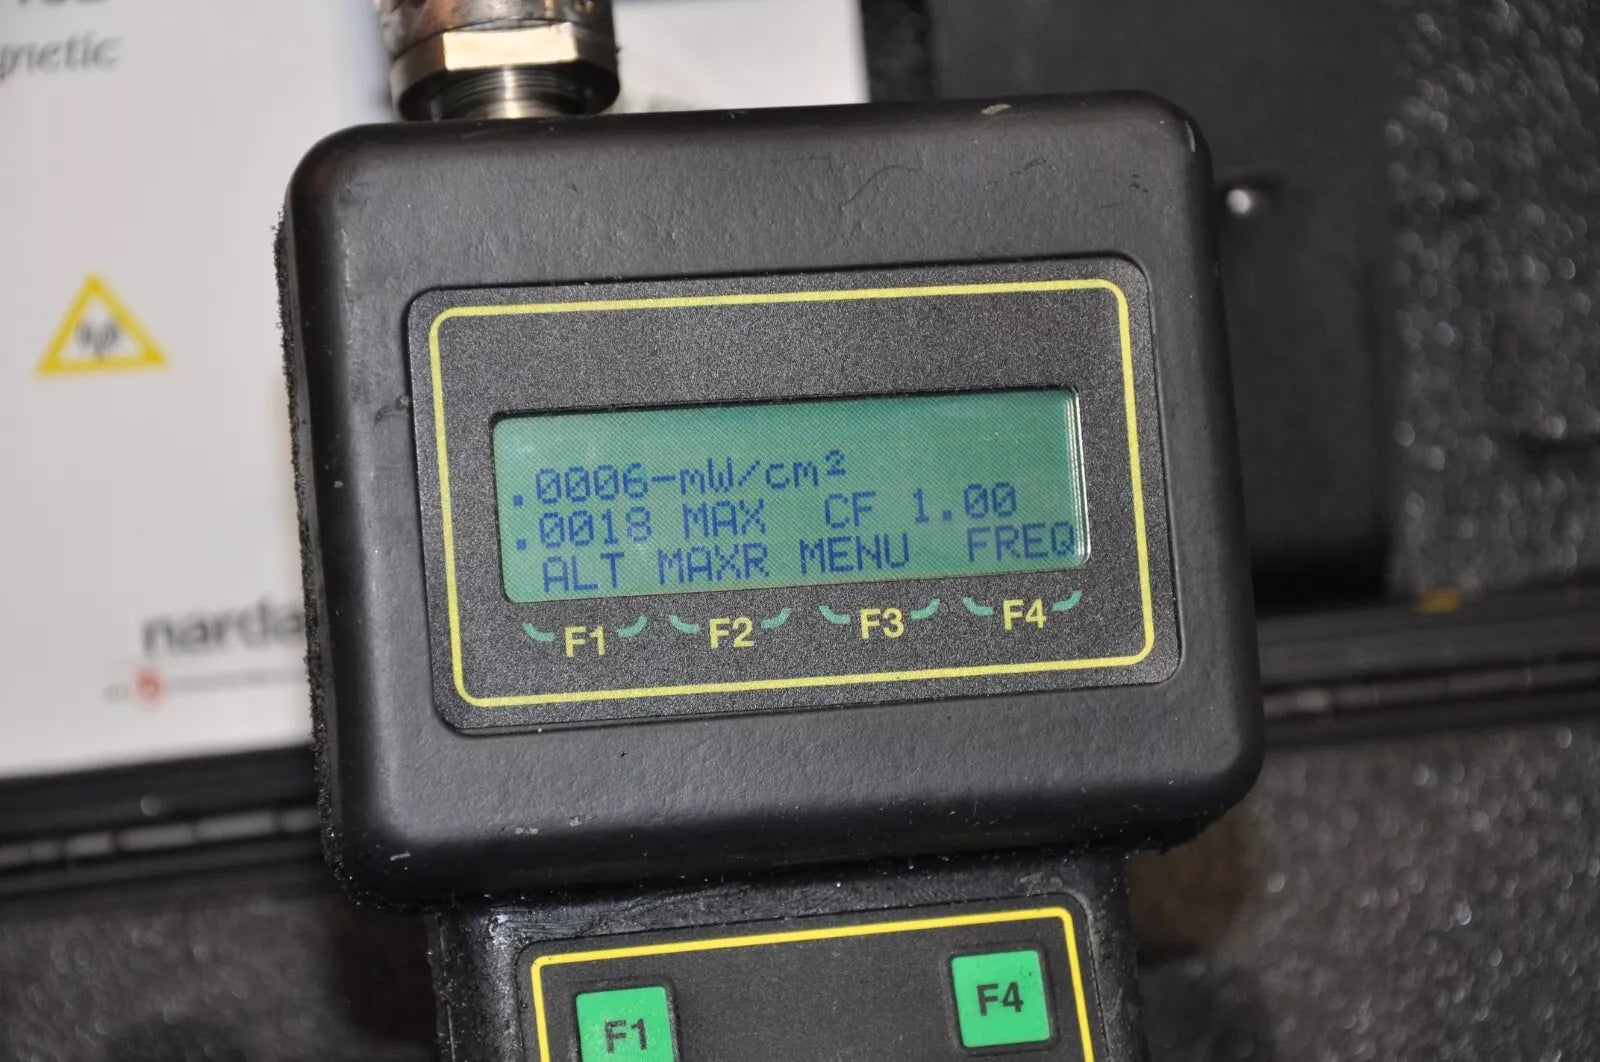 gnetic
.0006-mW/cm²
.0018 MAX CF 1.00
ALT MAXR MENU FREQ
F1 F2 F3 F4
narda
F1 F4